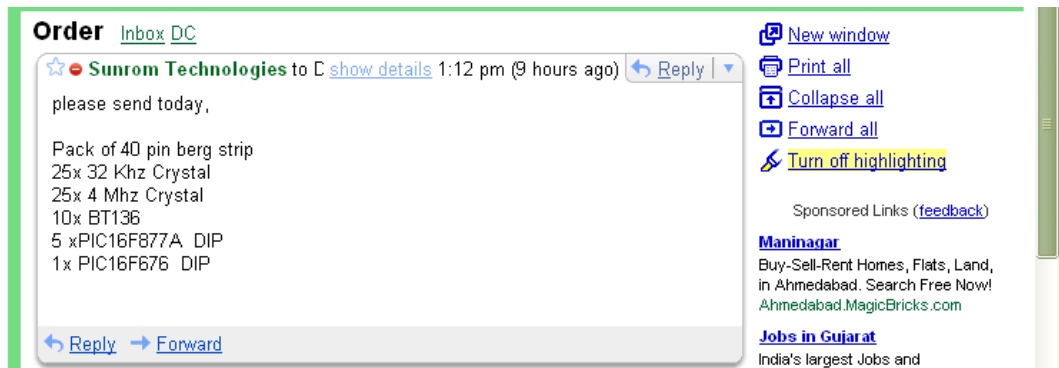 Order Inbox DC
Sunrom Technologies to D show details 1:12 pm (9 hours ago) Reply
please send today,
Pack of 40 pin berg strip
25x 32 Khz Crystal
25x 4 Mhz Crystal
10x BT136
5 xPIC16F877A DIP
1x PIC16F676 DIP
Reply Forward
New window
Print all
Collapse all
Forward all
Turn off highlighting
Sponsored Links (feedback)
Maninagar
Buy-Sell-Rent Homes, Flats, Land,
in Ahmedabad. Search Free Now!
Ahmedabad.MagicBricks.com
Jobs in Gujarat
India's largest Jobs and